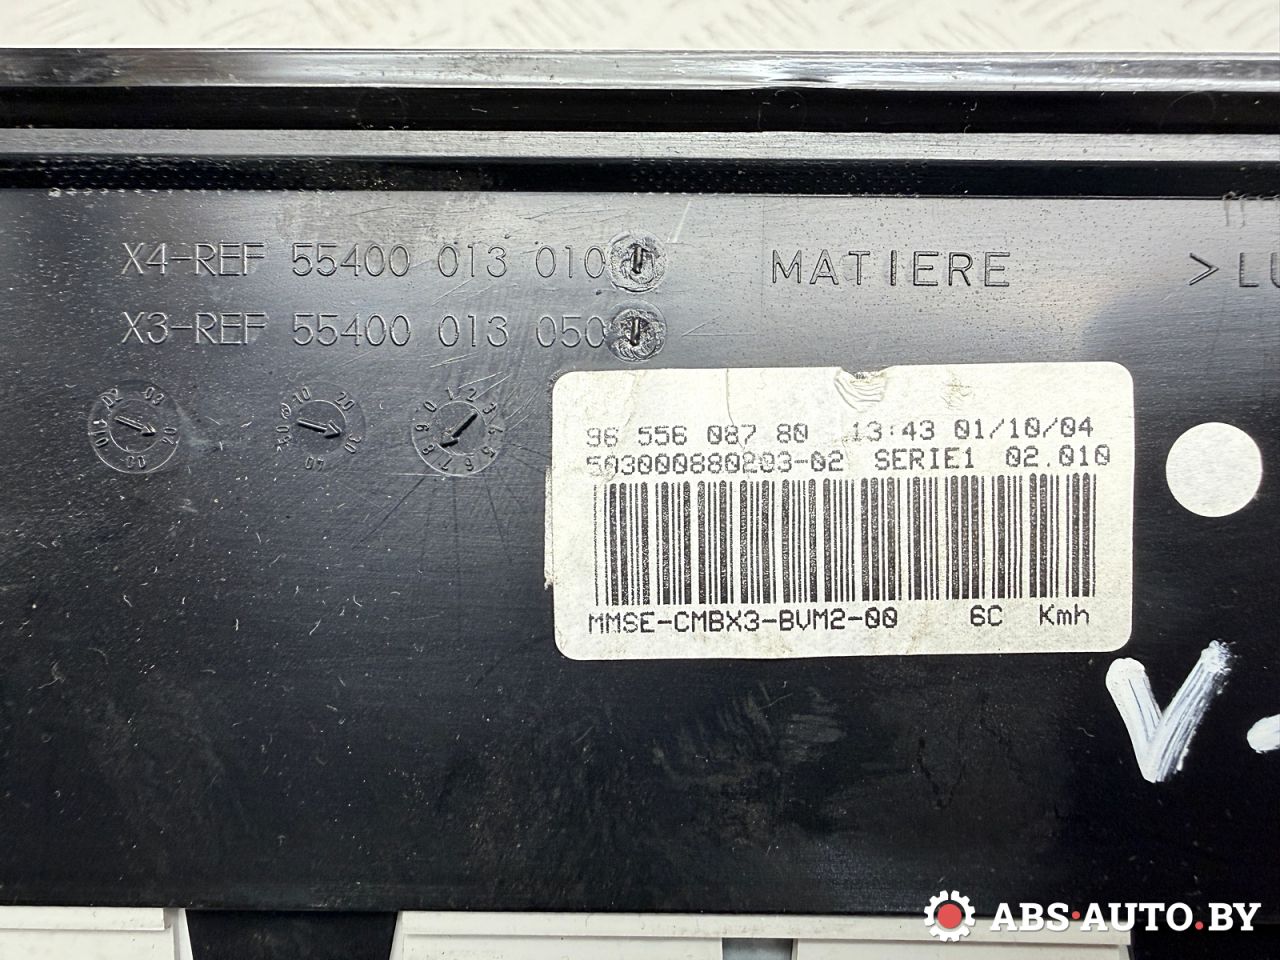 X4-REF 55400 013 010
MATIERE >LU
X3-REF 55400 013 050
96 556 087 80 13:43 01/10/04
503000880203-02 SERIE1 02.010
MMSE-CMBX3-BVM2-00 6C Kmh
V-
ABS·AUTO.BY